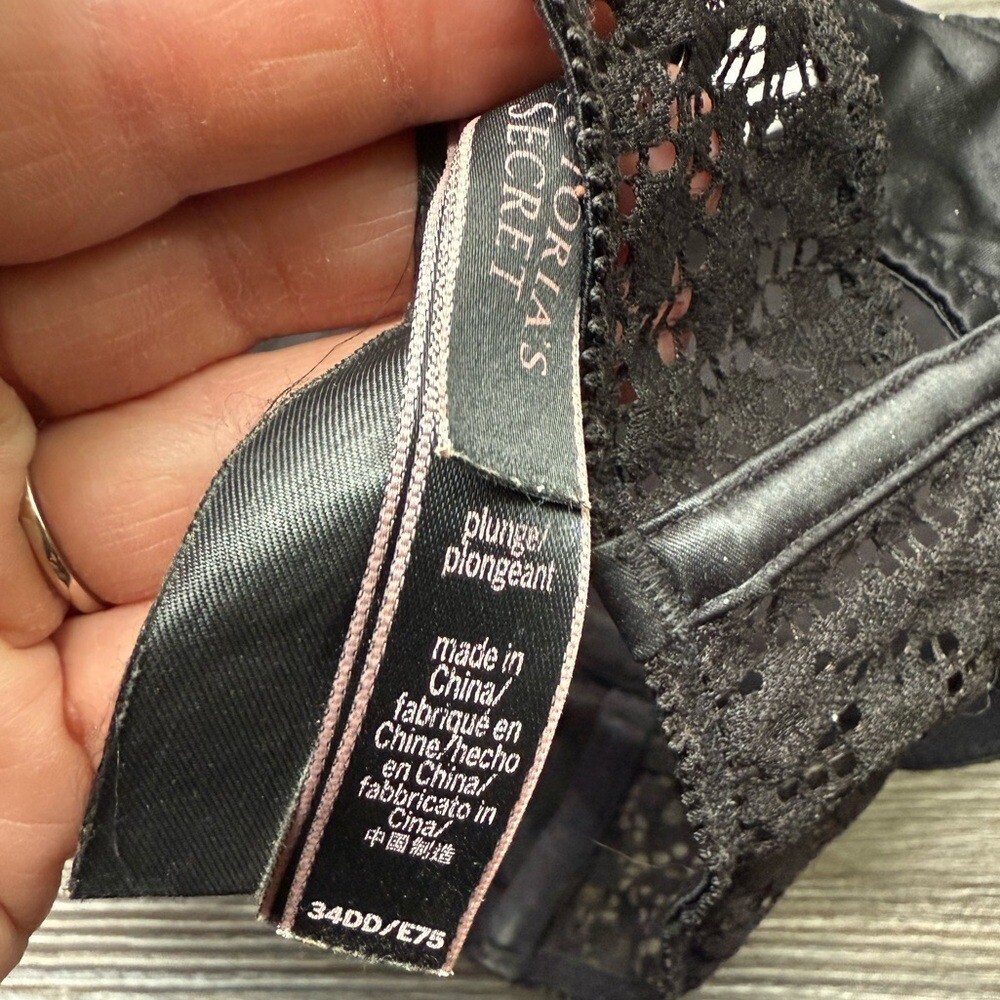 SECRET
plunge/
plongeant
made in
China/
fabriqué en
Chine/hecho
en China/
fabbricato in
Cina/
中国制造
34DD/E75